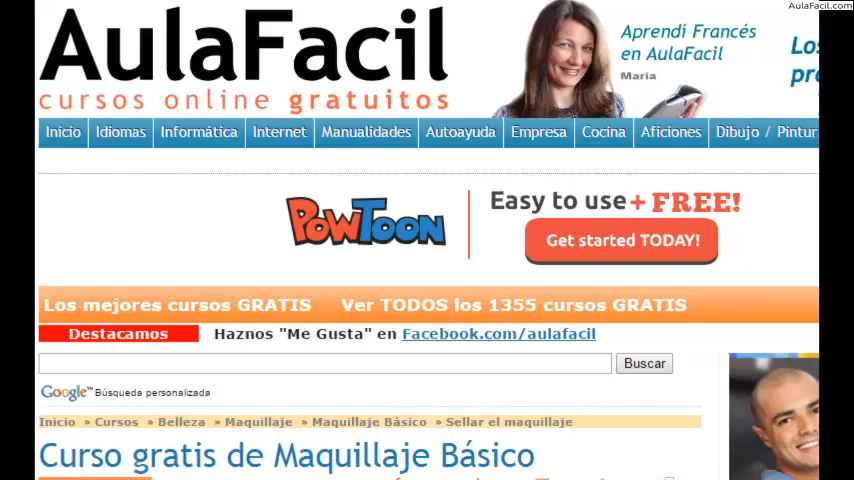 AulaFacil.com
AulaFacil
cursos online gratuitos
Aprendí Francés
en AulaFacil
Maria
Inicio Idiomas Informática Internet Manualidades Autoayuda Empresa Cocina Aficiones Dibujo / Pintur
PowToon
Easy to use + FREE!
Get started TODAY!
Los mejores cursos GRATIS Ver TODOS los 1355 cursos GRATIS
Destacamos Haznos "Me Gusta" en Facebook.com/aulafacil
Buscar
Google™ Búsqueda personalizada
Inicio » Cursos » Belleza » Maquillaje » Maquillaje Básico » Sellar el maquillaje
Curso gratis de Maquillaje Básico